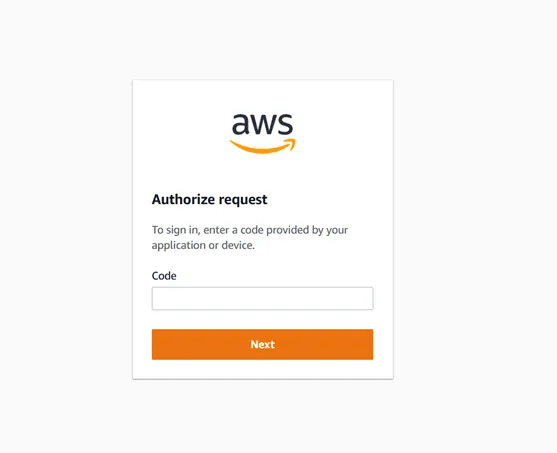 aws
Authorize request
To sign in, enter a code provided by your
application or device.
Code
Next